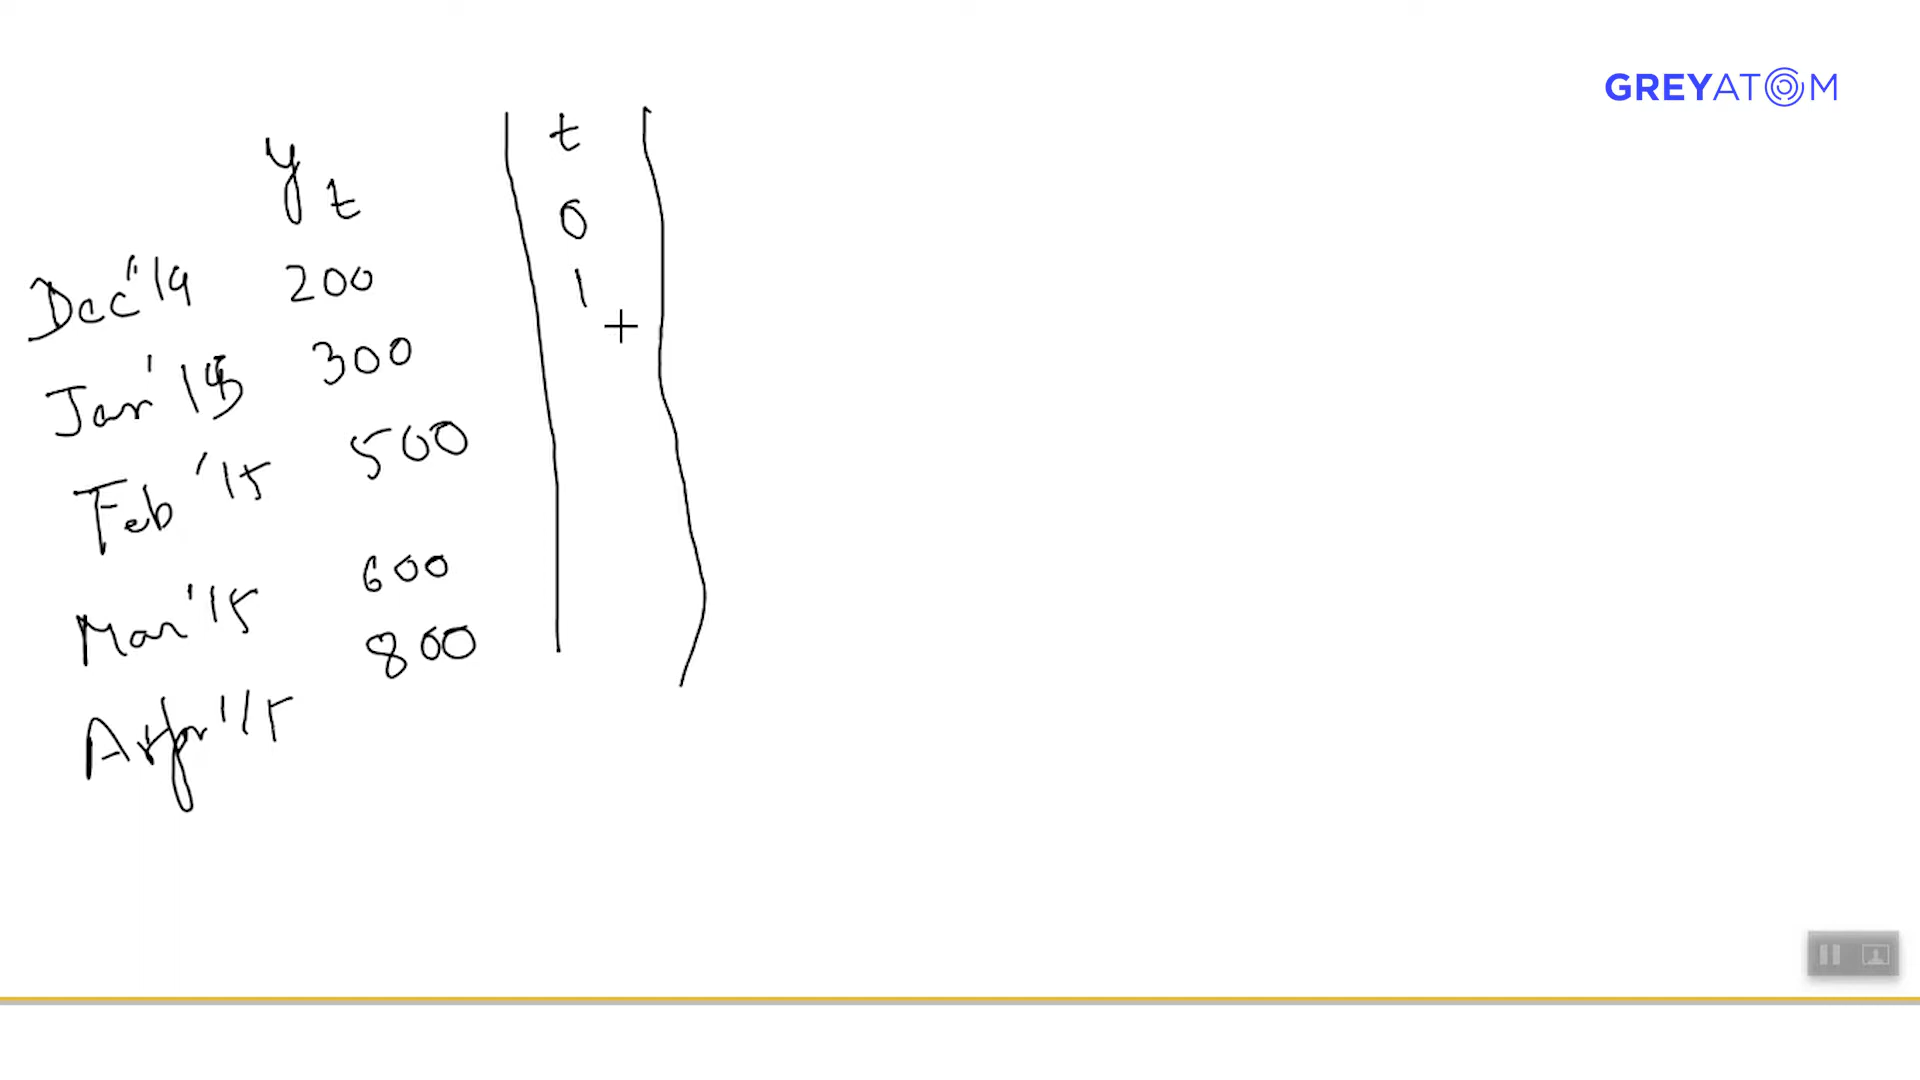 GREYATOM
y t | t |
0
Dec '14 200 1
Jan '15 300
Feb '15 500
Mar '15 600
Apr '15 800